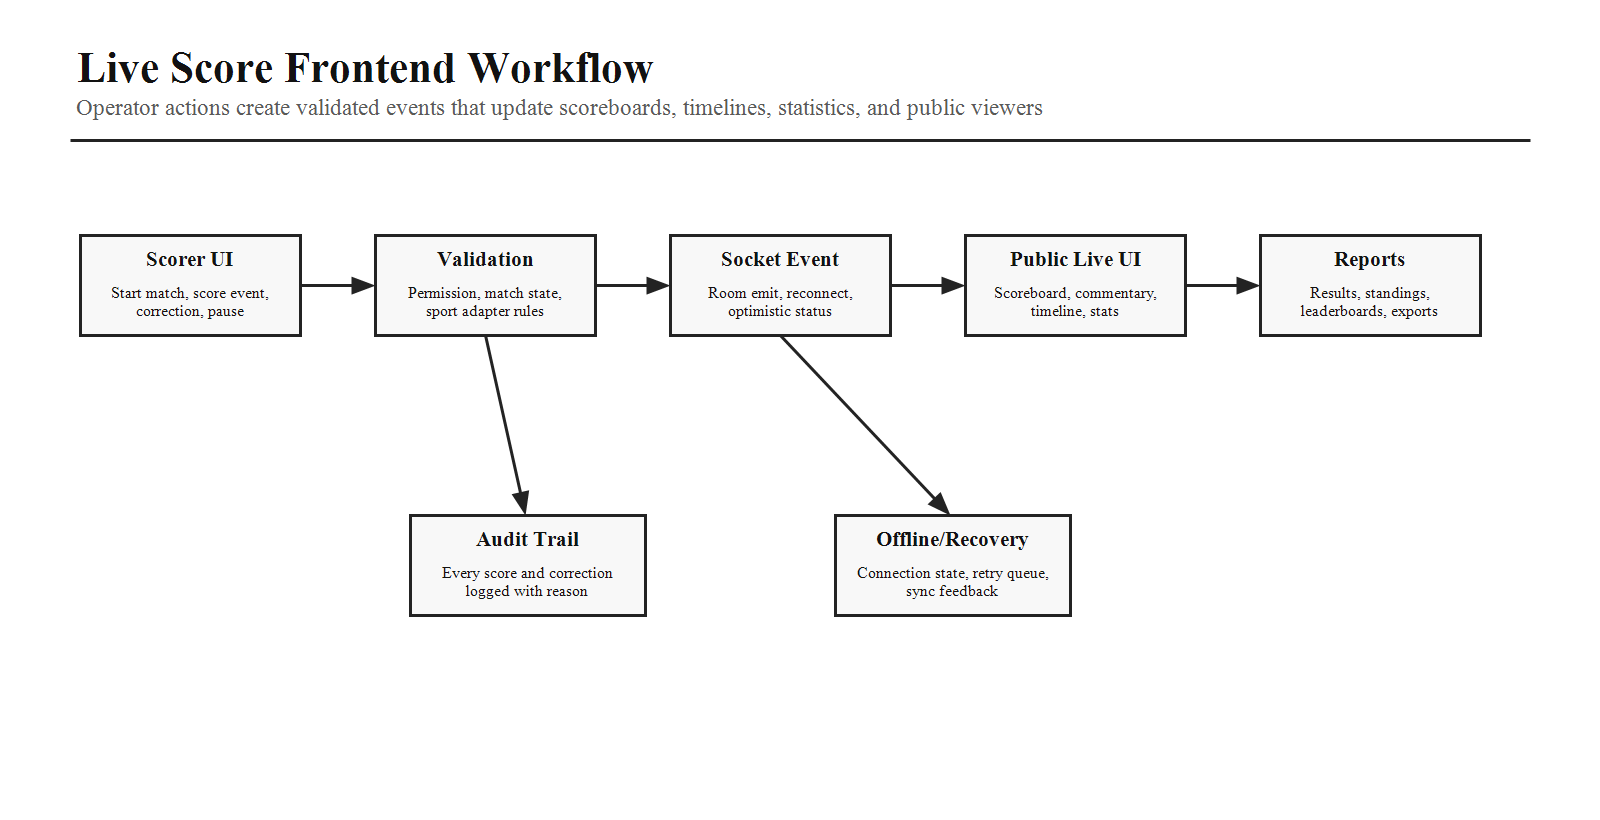 Live Score Frontend Workflow
Operator actions create validated events that update scoreboards, timelines, statistics, and public viewers
Scorer UI
Start match, score event,
correction, pause
Validation
Permission, match state,
sport adapter rules
Socket Event
Room emit, reconnect,
optimistic status
Public Live UI
Scoreboard, commentary,
timeline, stats
Reports
Results, standings,
leaderboards, exports
Audit Trail
Every score and correction
logged with reason
Offline/Recovery
Connection state, retry queue,
sync feedback